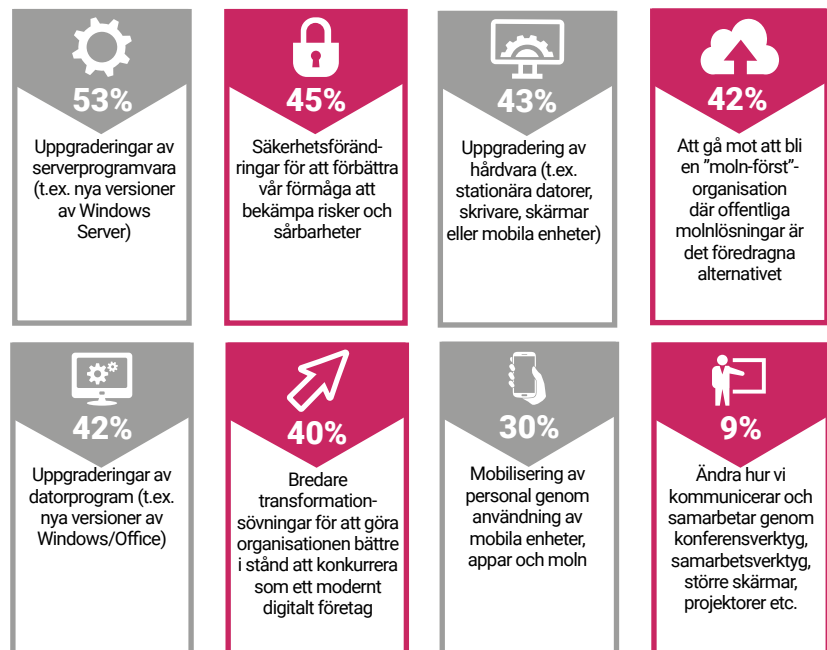 53%
Uppgraderingar av
serverprogramvara
(t.ex. nya versioner
av Windows
Server)
45%
Säkerhetsföränd-
ringar för att förbättra
vår förmåga att
bekämpa risker och
sårbarheter
43%
Uppgradering av
hårdvara (t.ex.
stationära datorer,
skrivare, skärmar
eller mobila enheter)
42%
Att gå mot att bli
en ”moln-först”-
organisation
där offentliga
molnlösningar är
det föredragna
alternativet
42%
Uppgraderingar av
datorprogram (t.ex.
nya versioner av
Windows/Office)
40%
Bredare
transformation-
sövningar för att göra
organisationen bättre
i stånd att konkurrera
som ett modernt
digitalt företag
30%
Mobilisering av
personal genom
användning av
mobila enheter,
appar och moln
9%
Ändra hur vi
kommunicerar och
samarbetar genom
konferensverktyg,
samarbetsverktyg,
större skärmar,
projektorer etc.